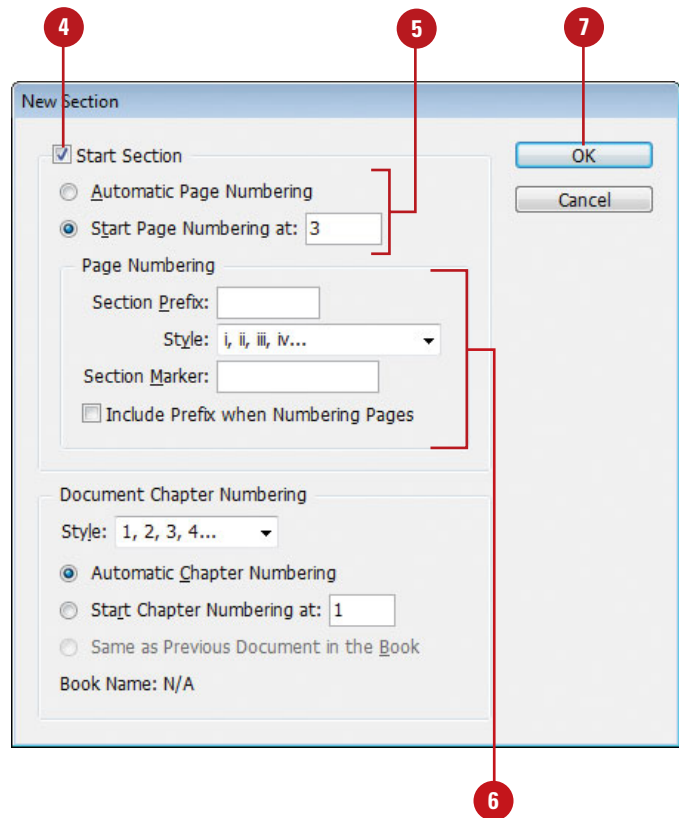 4
5
7
New Section
Start Section
OK
Automatic Page Numbering
Cancel
Start Page Numbering at: 3
Page Numbering
Section Prefix:
Style: i, ii, iii, iv...
Section Marker:
Include Prefix when Numbering Pages
Document Chapter Numbering
Style: 1, 2, 3, 4...
Automatic Chapter Numbering
Start Chapter Numbering at: 1
Same as Previous Document in the Book
Book Name: N/A
6